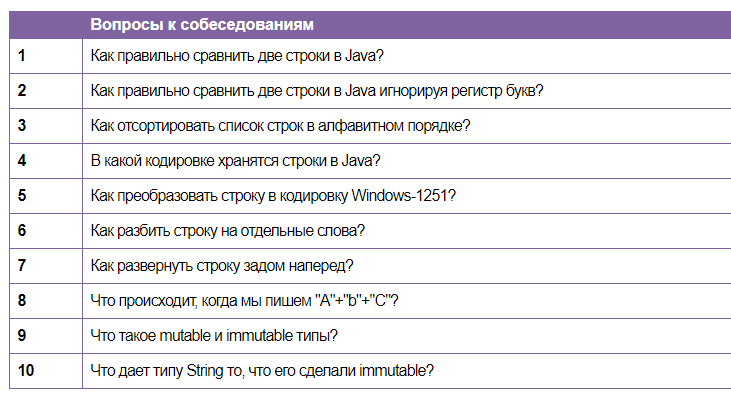 Вопросы к собеседованиям
1 Как правильно сравнить две строки в Java?
2 Как правильно сравнить две строки в Java игнорируя регистр букв?
3 Как отсортировать список строк в алфавитном порядке?
4 В какой кодировке хранятся строки в Java?
5 Как преобразовать строку в кодировку Windows-1251?
6 Как разбить строку на отдельные слова?
7 Как развернуть строку задом наперед?
8 Что происходит, когда мы пишем "A"+"b"+"C"?
9 Что такое mutable и immutable типы?
10 Что дает типу String то, что его сделали immutable?